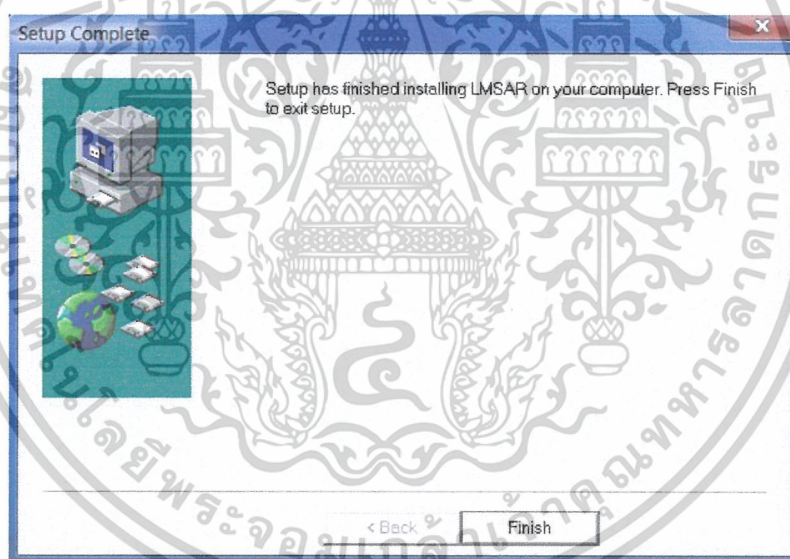 Setup Complete
Setup has finished installing LMSAR on your computer. Press Finish
to exit setup.
< Back
Finish